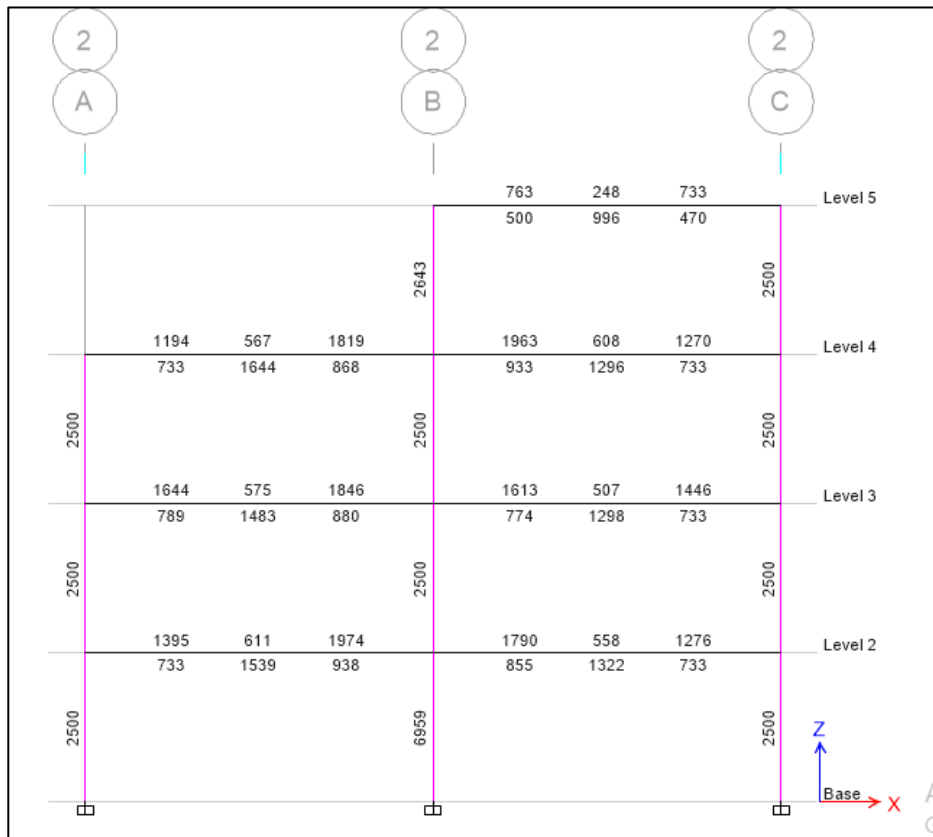 2 2 2
A B C
763 248 733
Level 5
500 996 470
2643 2500
1194 567 1819 1963 608 1270
Level 4
733 1644 868 933 1296 733
2500 2500 2500
1644 575 1846 1613 507 1446
Level 3
789 1483 880 774 1298 733
2500 2500 2500
1395 611 1974 1790 558 1276
Level 2
733 1539 938 855 1322 733
2500 6959 2500
Z
Base
X